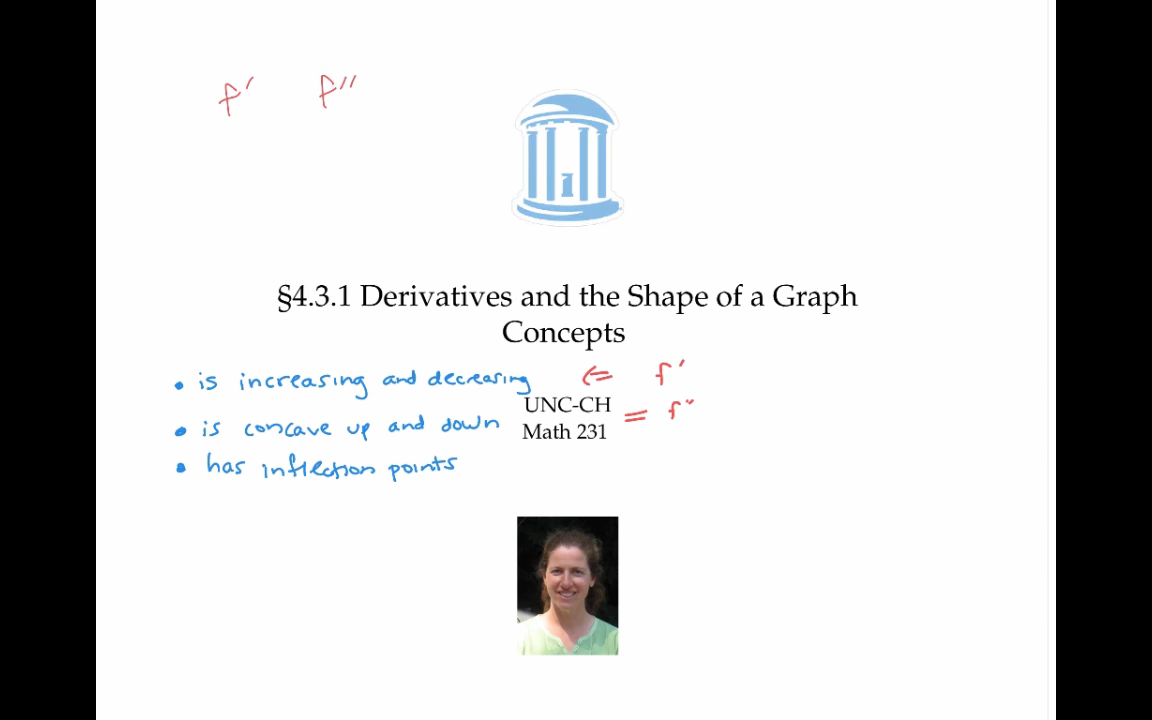 f' f''
§4.3.1 Derivatives and the Shape of a Graph
Concepts
• is increasing and decreasing ⇐ f'
UNC-CH
• is concave up and down = f''
Math 231
• has inflection points